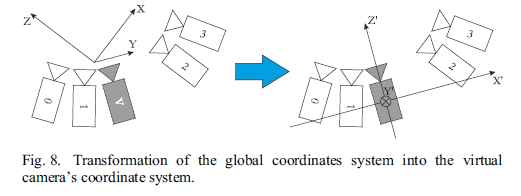 Z
X
Y
3
2
0
1
V
Z'
X'
Y'
3
2
0
1
Fig. 8. Transformation of the global coordinates system into the virtual
camera's coordinate system.